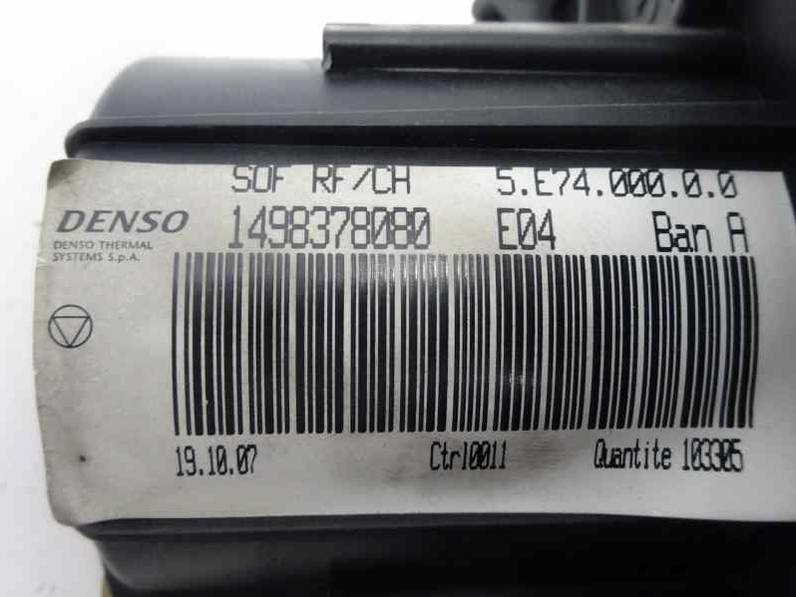 SOF RF/CH 5.E74.000.0.0
DENSO 1498378080 E04 Ban A
DENSO THERMAL
SYSTEMS S.p.A.
19.10.07 Ctrl0011 Quantite 103305